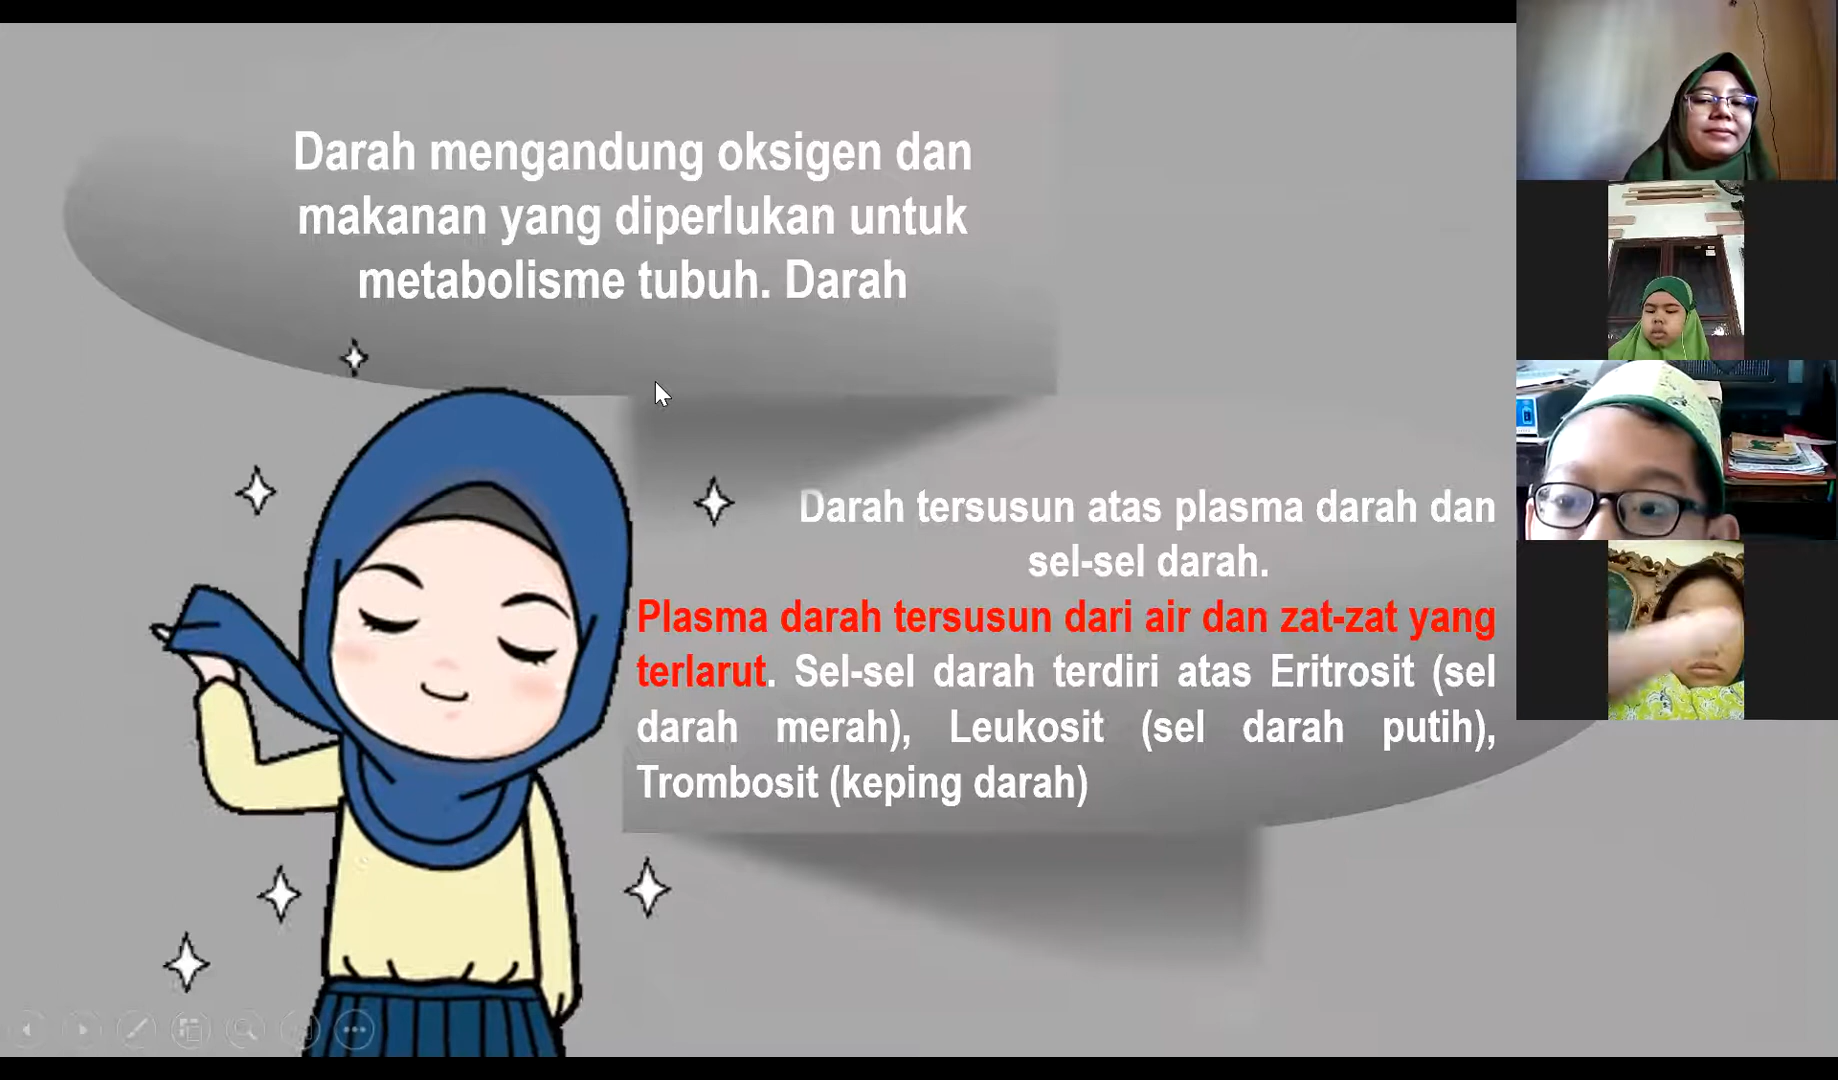 Darah mengandung oksigen dan
makanan yang diperlukan untuk
metabolisme tubuh. Darah
Darah tersusun atas plasma darah dan
sel-sel darah.
Plasma darah tersusun dari air dan zat-zat yang
terlarut. Sel-sel darah terdiri atas Eritrosit (sel
darah merah), Leukosit (sel darah putih),
Trombosit (keping darah)